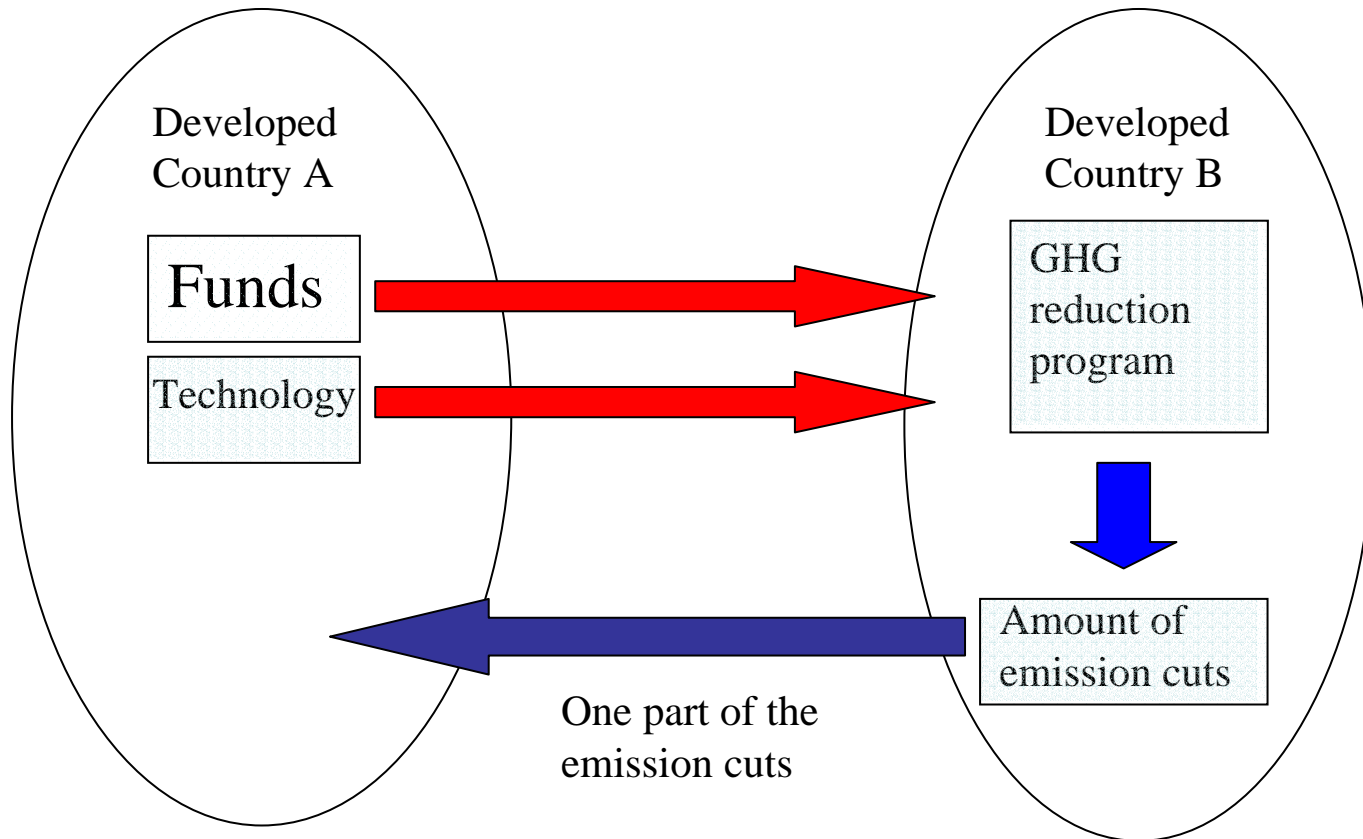 Developed
Country A
Funds
Technology
Developed
Country B
GHG
reduction
program
Amount of
emission cuts
One part of the
emission cuts